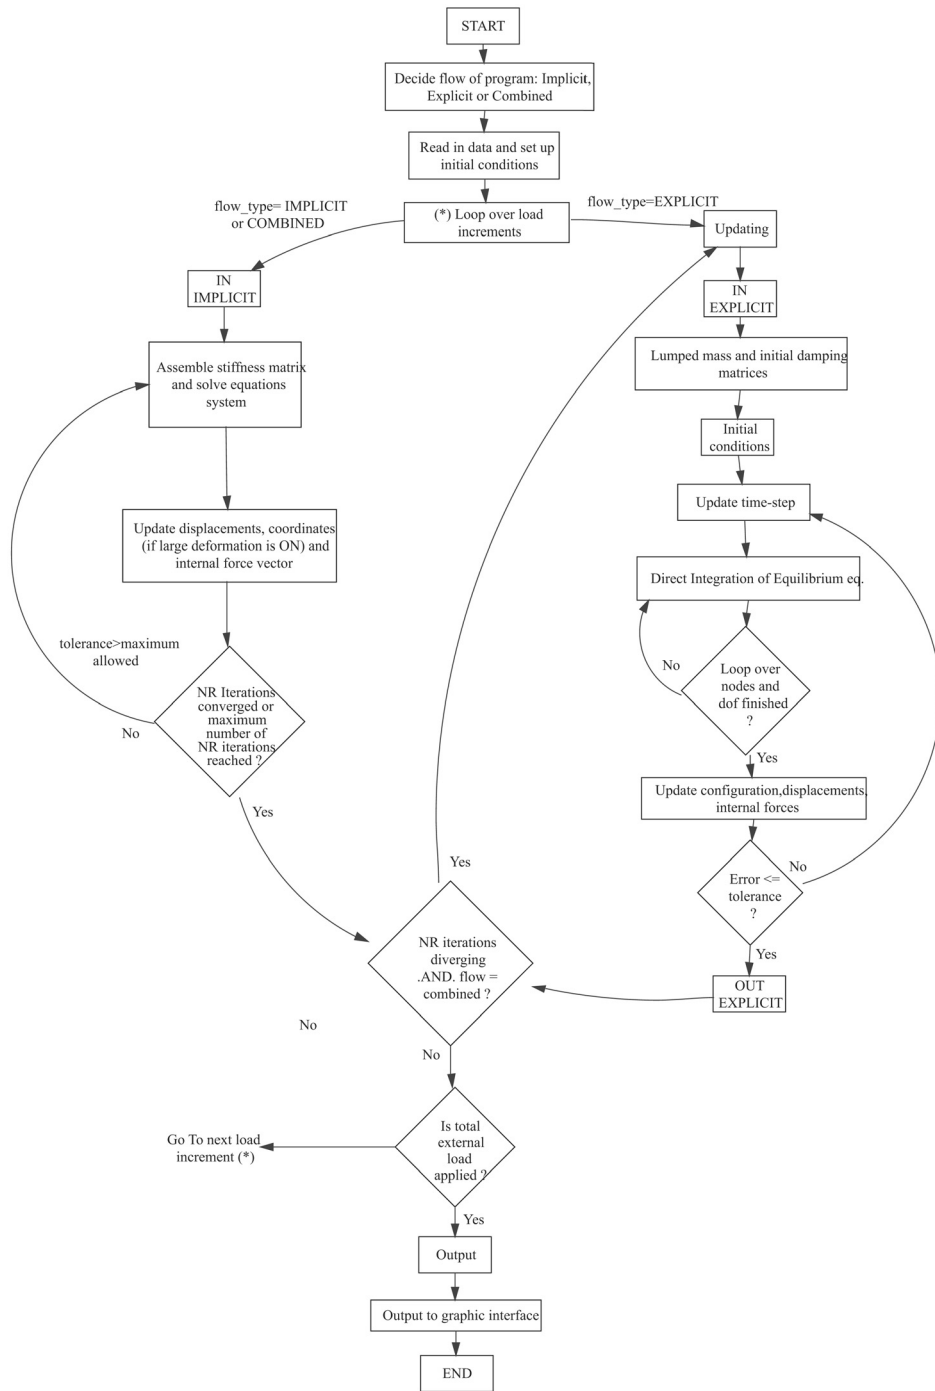 START
Decide flow of program: Implicit,
Explicit or Combined
Read in data and set up
initial conditions
flow_type= IMPLICIT
or COMBINED
(*) Loop over load
increments
flow_type=EXPLICIT
Updating
IN
IMPLICIT
IN
EXPLICIT
Assemble stiffness matrix
and solve equations
system
Lumped mass and initial damping
matrices
Initial
conditions
Update time-step
Update displacements, coordinates
(if large deformation is ON) and
internal force vector
Direct Integration of Equilibrium eq.
tolerance>maximum
allowed
No
Loop over
nodes and
dof finished
?
No
NR Iterations
converged or
maximum
number of
NR iterations
reached ?
Yes
Yes
Update configuration,displacements,
internal forces
No
Error <=
tolerance
?
Yes
Yes
NR iterations
diverging
.AND. flow =
combined ?
OUT
EXPLICIT
No
No
Is total
external
load
applied ?
Go To next load
increment (*)
Yes
Output
Output to graphic interface
END